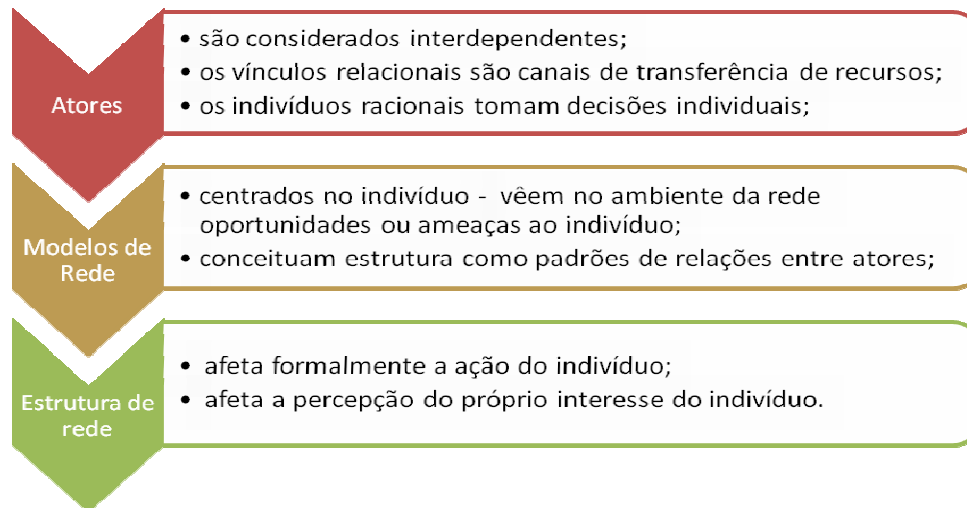 Atores
• são considerados interdependentes;
• os vínculos relacionais são canais de transferência de recursos;
• os indivíduos racionais tomam decisões individuais;
Modelos de
Rede
• centrados no indivíduo - vêem no ambiente da rede
oportunidades ou ameaças ao indivíduo;
• conceituam estrutura como padrões de relações entre atores;
Estrutura de
rede
• afeta formalmente a ação do indivíduo;
• afeta a percepção do próprio interesse do indivíduo.